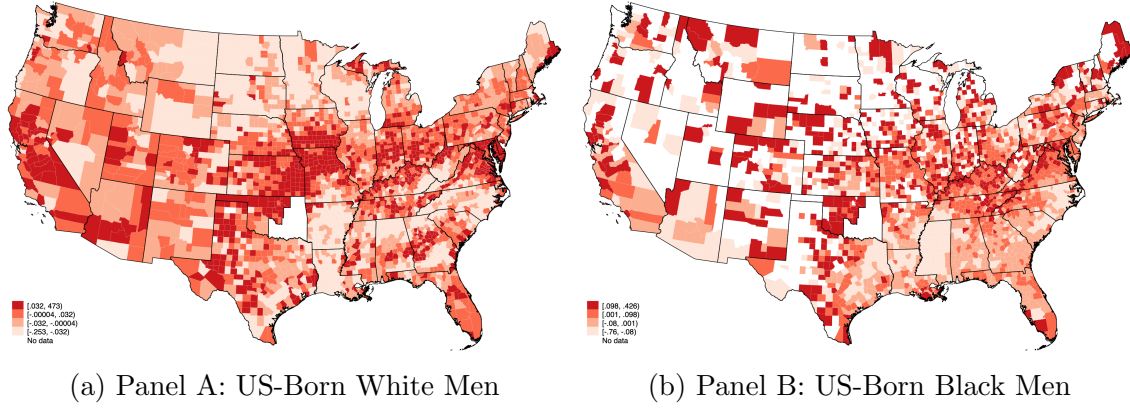 [.032, 473]
[-.00004, .032]
[-.032, -.00004]
[-.253, -.032]
No data
[.098, .426]
[.001, .098]
[-.08, .001]
[-.76, -.08]
No data
(a) Panel A: US-Born White Men
(b) Panel B: US-Born Black Men